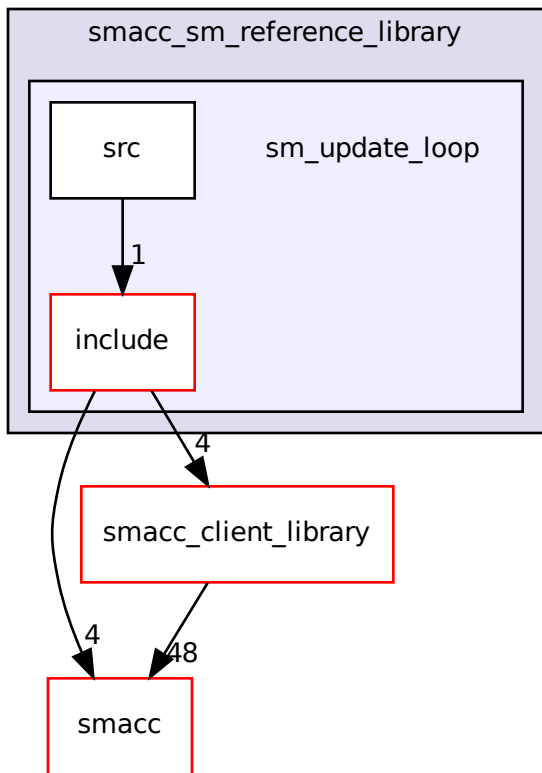 smacc_sm_reference_library
src
sm_update_loop
1
include
4
smacc_client_library
4
48
smacc